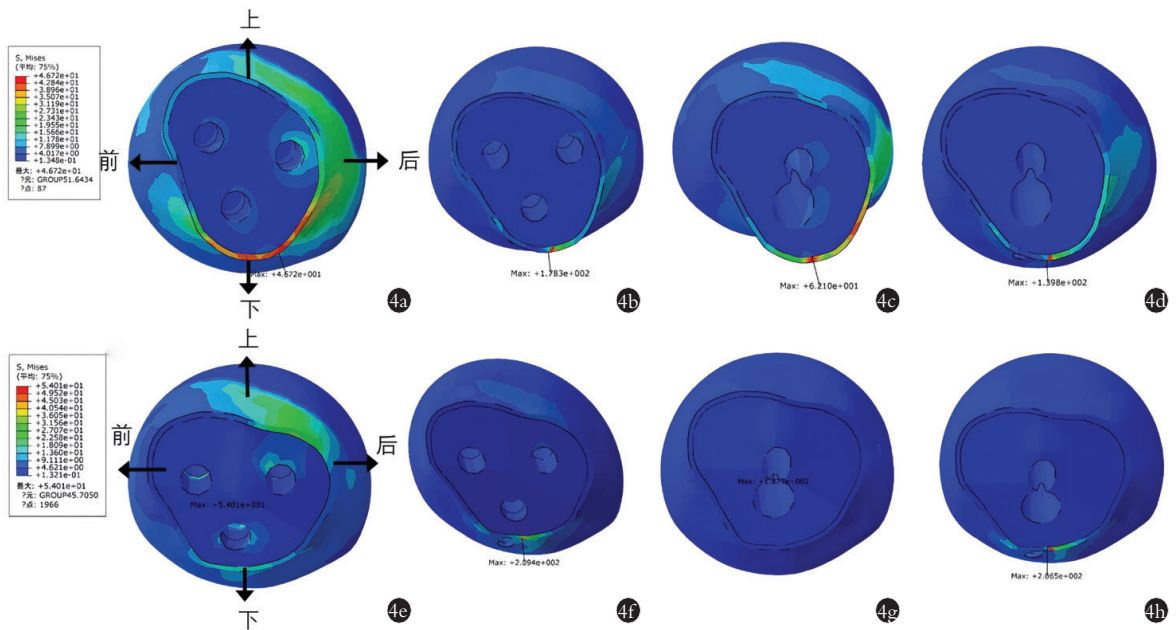 S, Mises
(平均: 75%)
+4.672e+01
+4.284e+01
+3.896e+01
+3.507e+01
+3.119e+01
+2.731e+01
+2.343e+01
+1.955e+01
+1.566e+01
+1.178e+01
+7.899e+00
+4.017e+00
+1.348e-01
最大: +4.672e+01
?元: GROUP51.6434
?点: 87
上
前
后
下
Max: +4.672e+001
4a
Max: +1.783e+002
4b
Max: +6.210e+001
4c
Max: +1.398e+002
4d
S, Mises
(平均: 75%)
+5.401e+01
+4.952e+01
+4.503e+01
+4.054e+01
+3.605e+01
+3.156e+01
+2.707e+01
+2.258e+01
+1.809e+01
+1.360e+01
+9.111e+00
+4.621e+00
+1.321e-01
最大: +5.401e+01
?元: GROUP45.7050
?点: 1966
上
前
后
下
Max: +5.401e+001
4e
Max: +2.894e+002
4f
4g
Max: +2.065e+002
4h